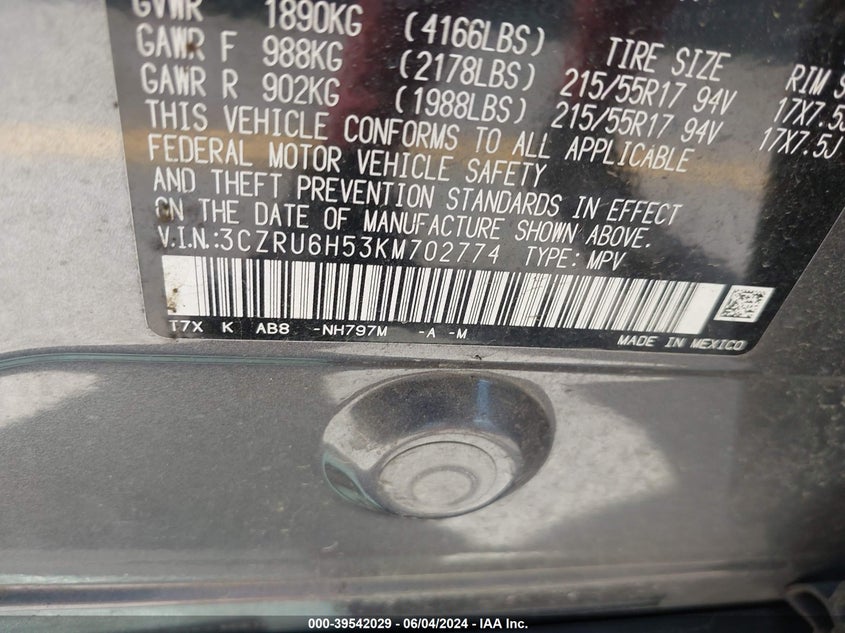 GVWR 1890KG (4166LBS)
GAWR F 988KG (2178LBS) TIRE SIZE RIM
GAWR R 902KG (1988LBS) 215/55R17 94V 17X7.5J
215/55R17 94V 17X7.5J
THIS VEHICLE CONFORMS TO ALL APPLICABLE
FEDERAL MOTOR VEHICLE SAFETY
AND THEFT PREVENTION STANDARDS IN EFFECT
ON THE DATE OF MANUFACTURE SHOWN ABOVE.
V.I.N.:3CZRU6H53KM702774 TYPE: MPV
T7X K AB8 -NH797M -A -M
MADE IN MEXICO
000-39542029 - 06/04/2024 - IAA Inc.